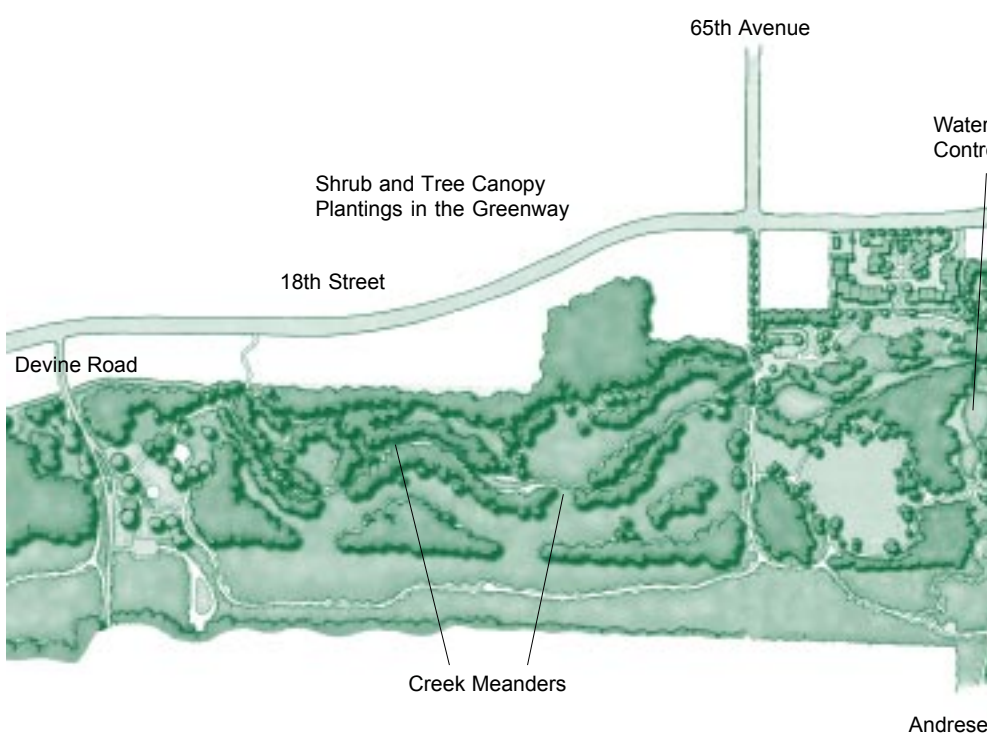 65th Avenue
Water
Contr
Shrub and Tree Canopy
Plantings in the Greenway
18th Street
Devine Road
Creek Meanders
Andrese